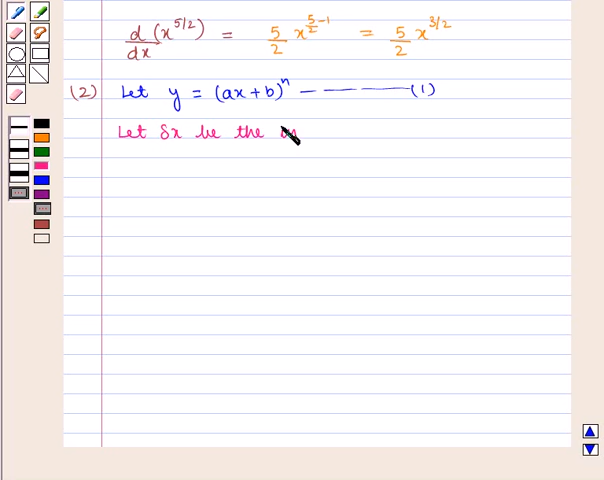 d/dx (x^{5/2}) = 5/2 x^{5/2 - 1} = 5/2 x^{3/2}
(2) Let y = (ax + b)^n — ——— (1)
Let δx be the